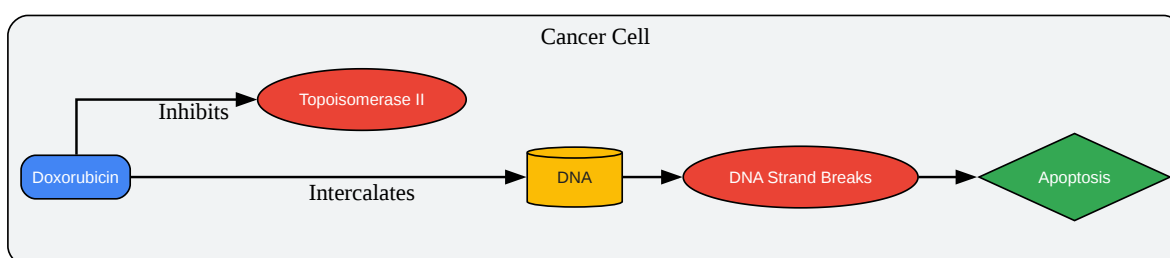 Cancer Cell
Topoisomerase II
Inhibits
Doxorubicin
Intercalates
DNA
DNA Strand Breaks
Apoptosis